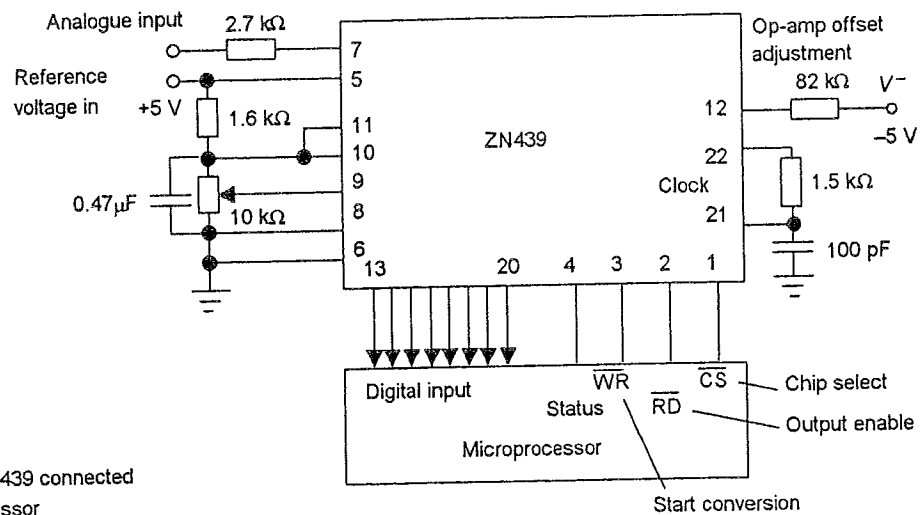 Analogue input
2.7 kΩ
Reference
voltage in
+5 V
1.6 kΩ
0.47µF
10 kΩ
7
5
11
10
9
8
6
13
20
4
3
2
1
ZN439
Clock
12
22
21
Op-amp offset
adjustment
82 kΩ
V⁻
–5 V
1.5 kΩ
100 pF
Digital input
Status
W̅R̅
R̅D̅
C̅S̅
Microprocessor
Chip select
Output enable
Start conversion
439 connected
ssor